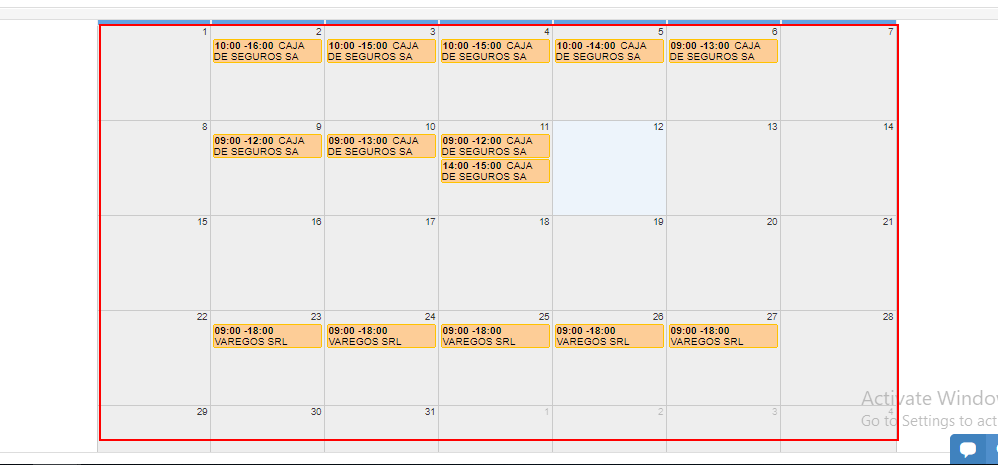 1 2 3 4 5 6 7
10:00 -16:00 CAJA
DE SEGUROS SA
10:00 -15:00 CAJA
DE SEGUROS SA
10:00 -15:00 CAJA
DE SEGUROS SA
10:00 -14:00 CAJA
DE SEGUROS SA
09:00 -13:00 CAJA
DE SEGUROS SA
8 9 10 11 12 13 14
09:00 -12:00 CAJA
DE SEGUROS SA
09:00 -13:00 CAJA
DE SEGUROS SA
09:00 -12:00 CAJA
DE SEGUROS SA
14:00 -15:00 CAJA
DE SEGUROS SA
15 16 17 18 19 20 21
22 23 24 25 26 27 28
09:00 -18:00
VAREGOS SRL
09:00 -18:00
VAREGOS SRL
09:00 -18:00
VAREGOS SRL
09:00 -18:00
VAREGOS SRL
09:00 -18:00
VAREGOS SRL
29 30 31 1 2 3 4
Activate Windo
Go to Settings to act